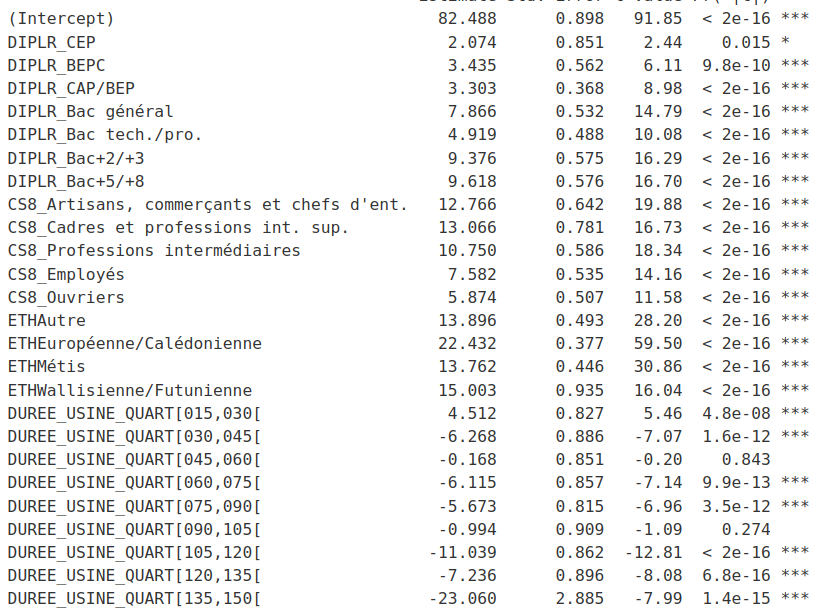 (Intercept) 82.488 0.898 91.85 < 2e-16 ***
DIPLR_CEP 2.074 0.851 2.44 0.015 *
DIPLR_BEPC 3.435 0.562 6.11 9.8e-10 ***
DIPLR_CAP/BEP 3.303 0.368 8.98 < 2e-16 ***
DIPLR_Bac général 7.866 0.532 14.79 < 2e-16 ***
DIPLR_Bac tech./pro. 4.919 0.488 10.08 < 2e-16 ***
DIPLR_Bac+2/+3 9.376 0.575 16.29 < 2e-16 ***
DIPLR_Bac+5/+8 9.618 0.576 16.70 < 2e-16 ***
CS8_Artisans, commerçants et chefs d'ent. 12.766 0.642 19.88 < 2e-16 ***
CS8_Cadres et professions int. sup. 13.066 0.781 16.73 < 2e-16 ***
CS8_Professions intermédiaires 10.750 0.586 18.34 < 2e-16 ***
CS8_Employés 7.582 0.535 14.16 < 2e-16 ***
CS8_Ouvriers 5.874 0.507 11.58 < 2e-16 ***
ETHAutre 13.896 0.493 28.20 < 2e-16 ***
ETHEuropéenne/Calédonienne 22.432 0.377 59.50 < 2e-16 ***
ETHMétis 13.762 0.446 30.86 < 2e-16 ***
ETHWallisienne/Futunienne 15.003 0.935 16.04 < 2e-16 ***
DUREE_USINE_QUART[015,030[ 4.512 0.827 5.46 4.8e-08 ***
DUREE_USINE_QUART[030,045[ -6.268 0.886 -7.07 1.6e-12 ***
DUREE_USINE_QUART[045,060[ -0.168 0.851 -0.20 0.843
DUREE_USINE_QUART[060,075[ -6.115 0.857 -7.14 9.9e-13 ***
DUREE_USINE_QUART[075,090[ -5.673 0.815 -6.96 3.5e-12 ***
DUREE_USINE_QUART[090,105[ -0.994 0.909 -1.09 0.274
DUREE_USINE_QUART[105,120[ -11.039 0.862 -12.81 < 2e-16 ***
DUREE_USINE_QUART[120,135[ -7.236 0.896 -8.08 6.8e-16 ***
DUREE_USINE_QUART[135,150[ -23.060 2.885 -7.99 1.4e-15 ***